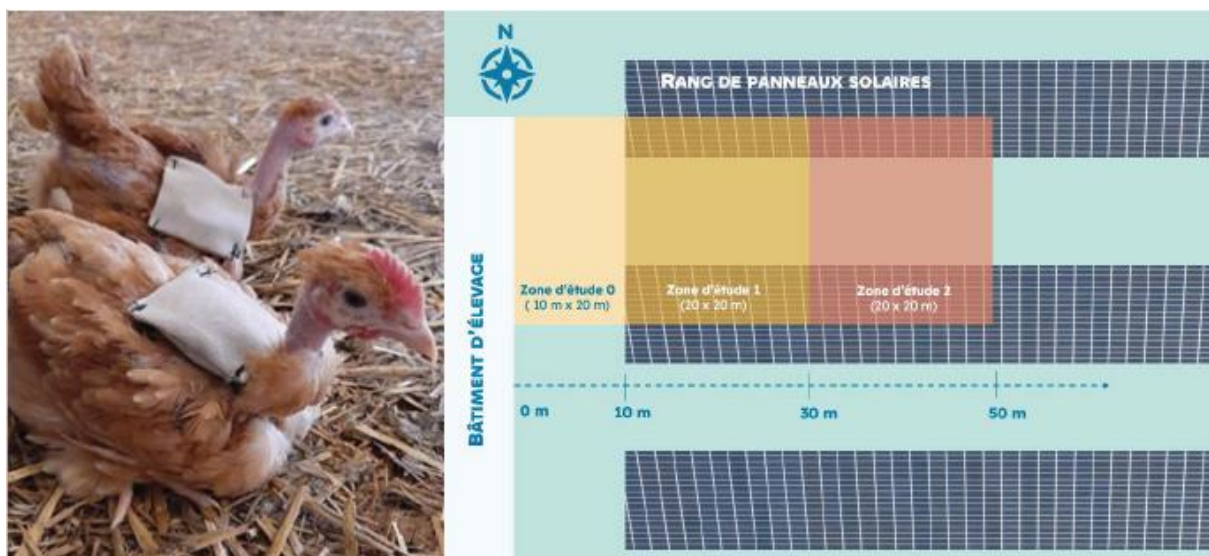 N
RANG DE PANNEAUX SOLAIRES
BÂTIMENT D'ÉLEVAGE
Zone d'étude 0
( 10 m x 20 m)
Zone d'étude 1
(20 x 20 m)
Zone d'étude 2
(20 x 20 m)
0 m
10 m
30 m
50 m